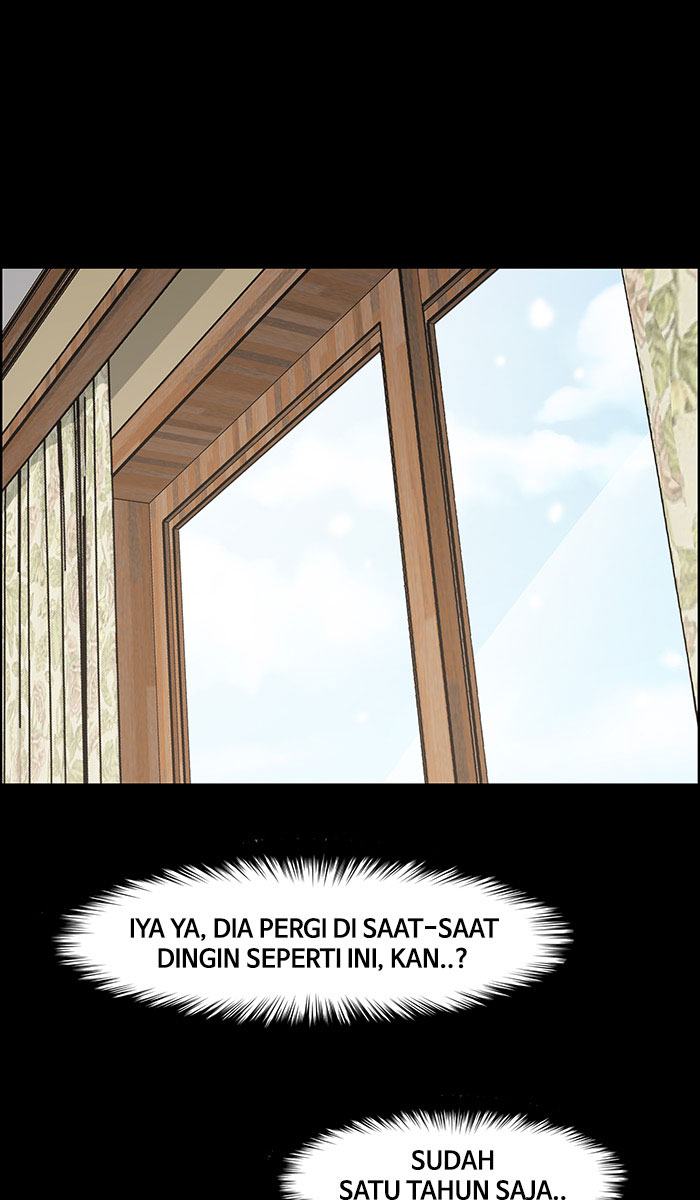 IYA YA, DIA PERGI DI SAAT-SAAT
DINGIN SEPERTI INI, KAN..?
SUDAH
SATU TAHUN SAJA..